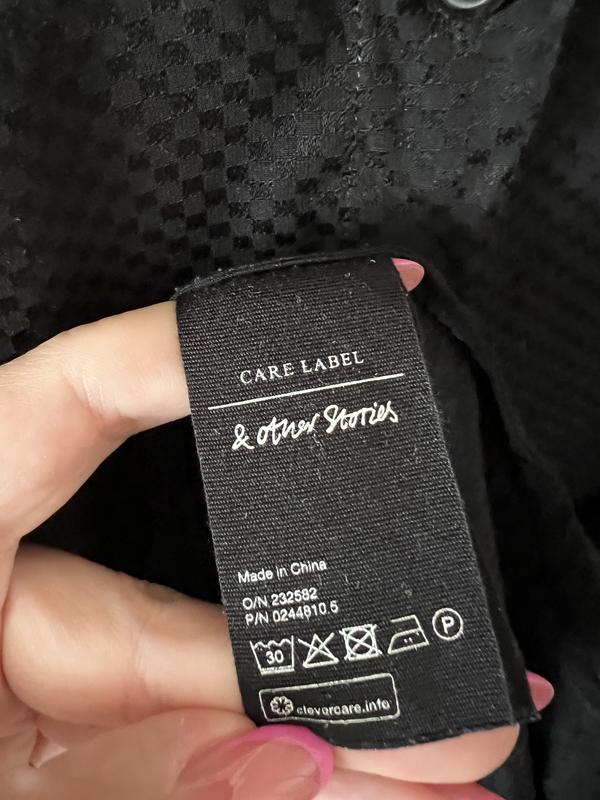 CARE LABEL
& other Stories
Made in China
O/N 232582
P/N 0244810.5
30 P
clevercare.info